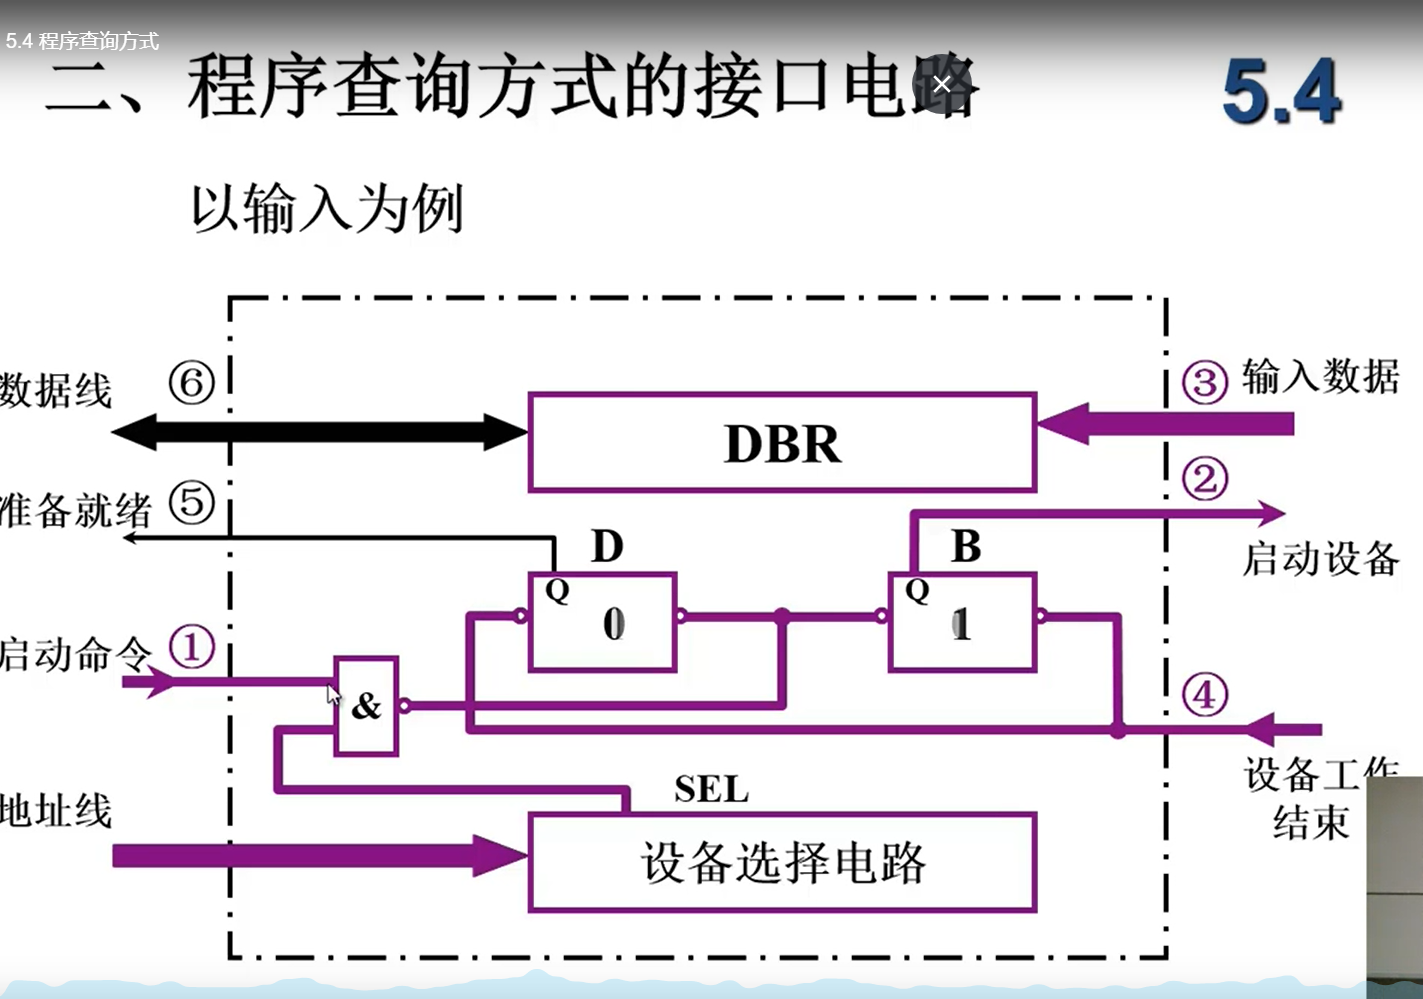 5.4 程序查询方式
二、程序查询方式的接口电路
5.4
以输入为例
数据线
⑥
DBR
③
输入数据
②
准备就绪
⑤
D
B
启动设备
Q
0
Q
1
启动命令
①
&
④
SEL
设备工作
结束
地址线
设备选择电路